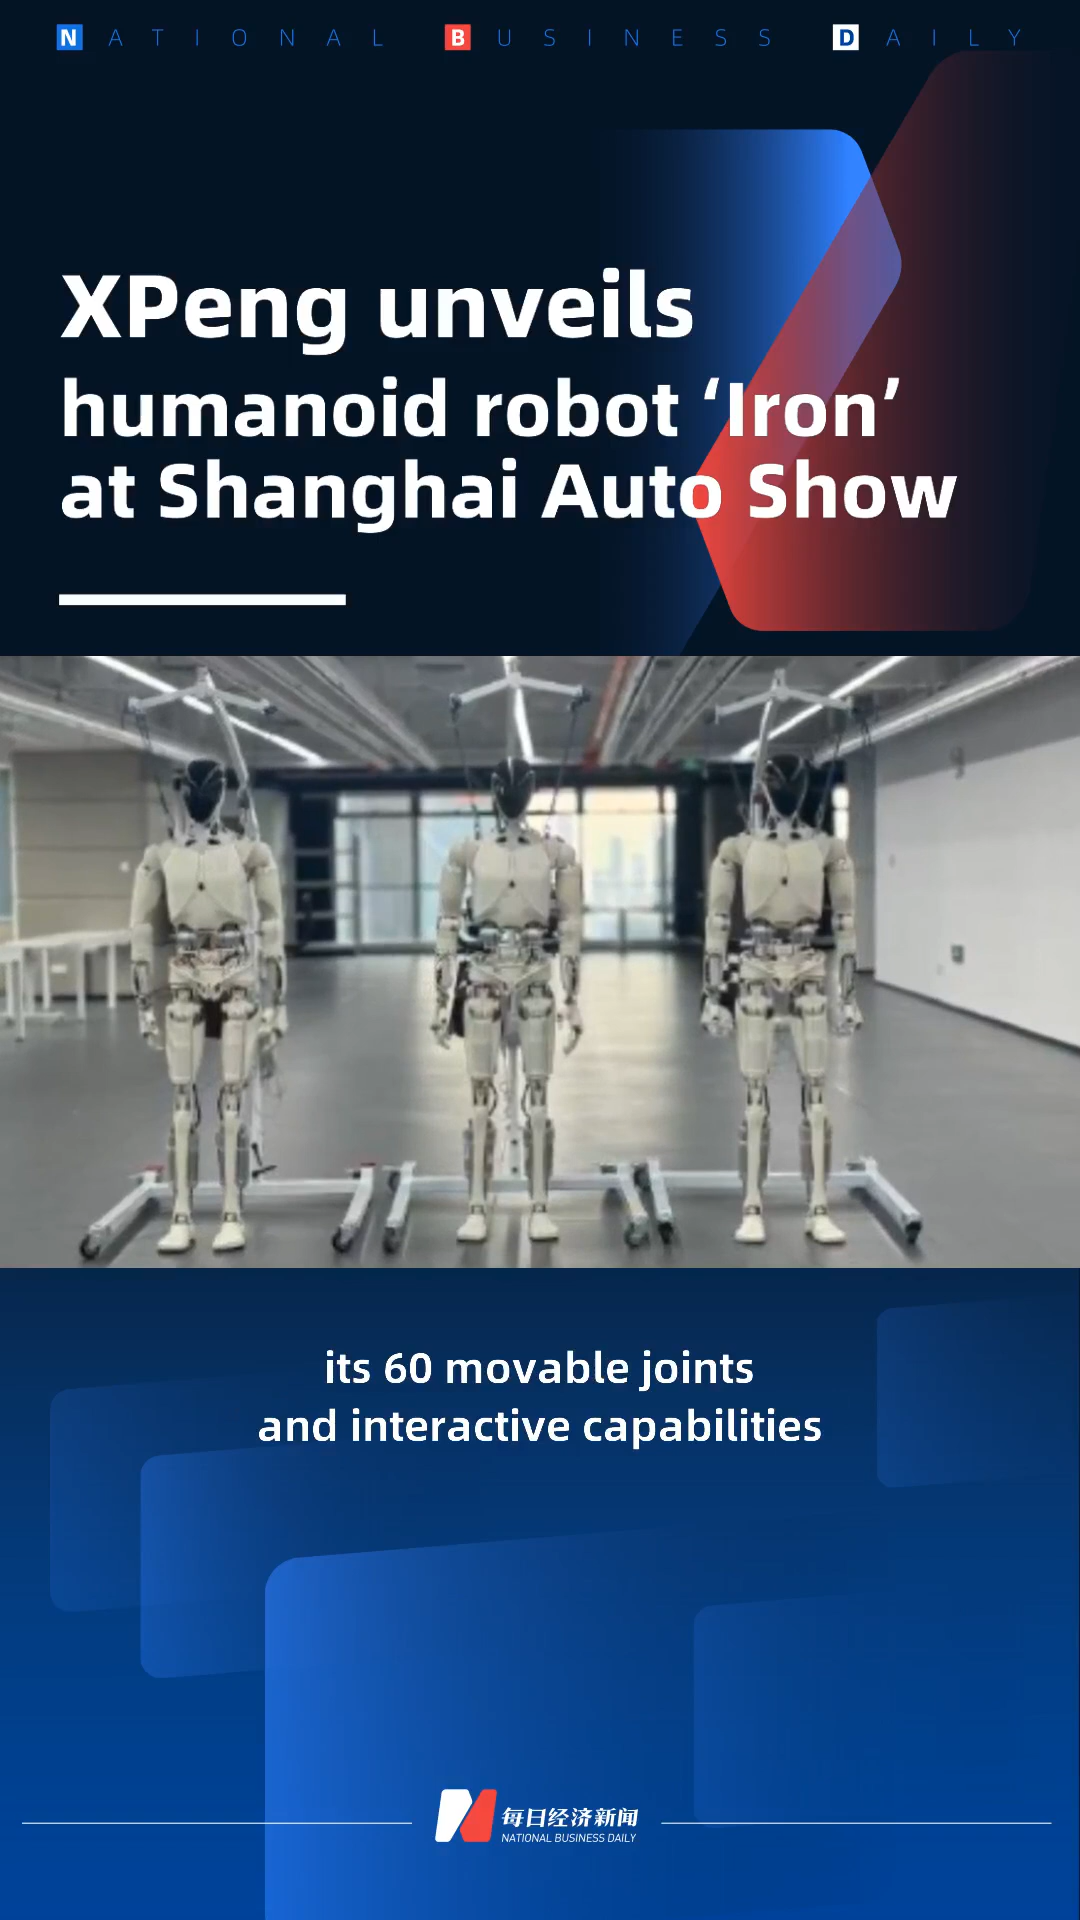 NATIONAL BUSINESS DAILY
XPeng unveils
humanoid robot ‘Iron’
at Shanghai Auto Show
its 60 movable joints
and interactive capabilities
每日经济新闻
NATIONAL BUSINESS DAILY